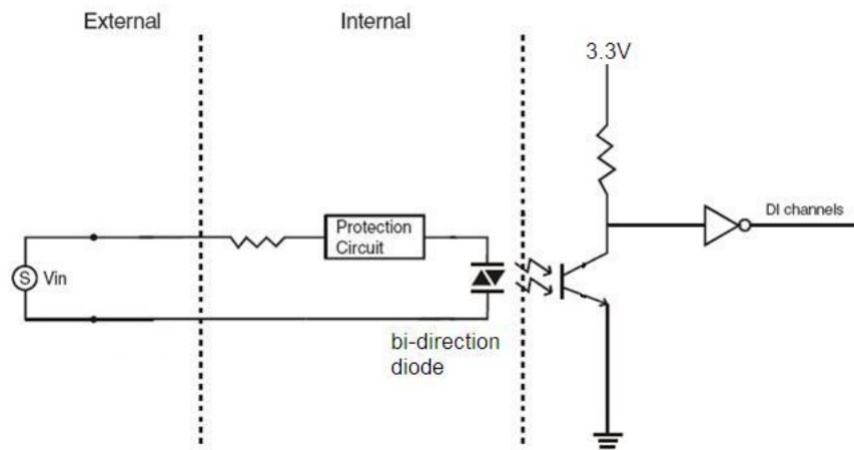 External
Internal
3.3V
Protection
Circuit
DI channels
S
Vin
bi-direction
diode